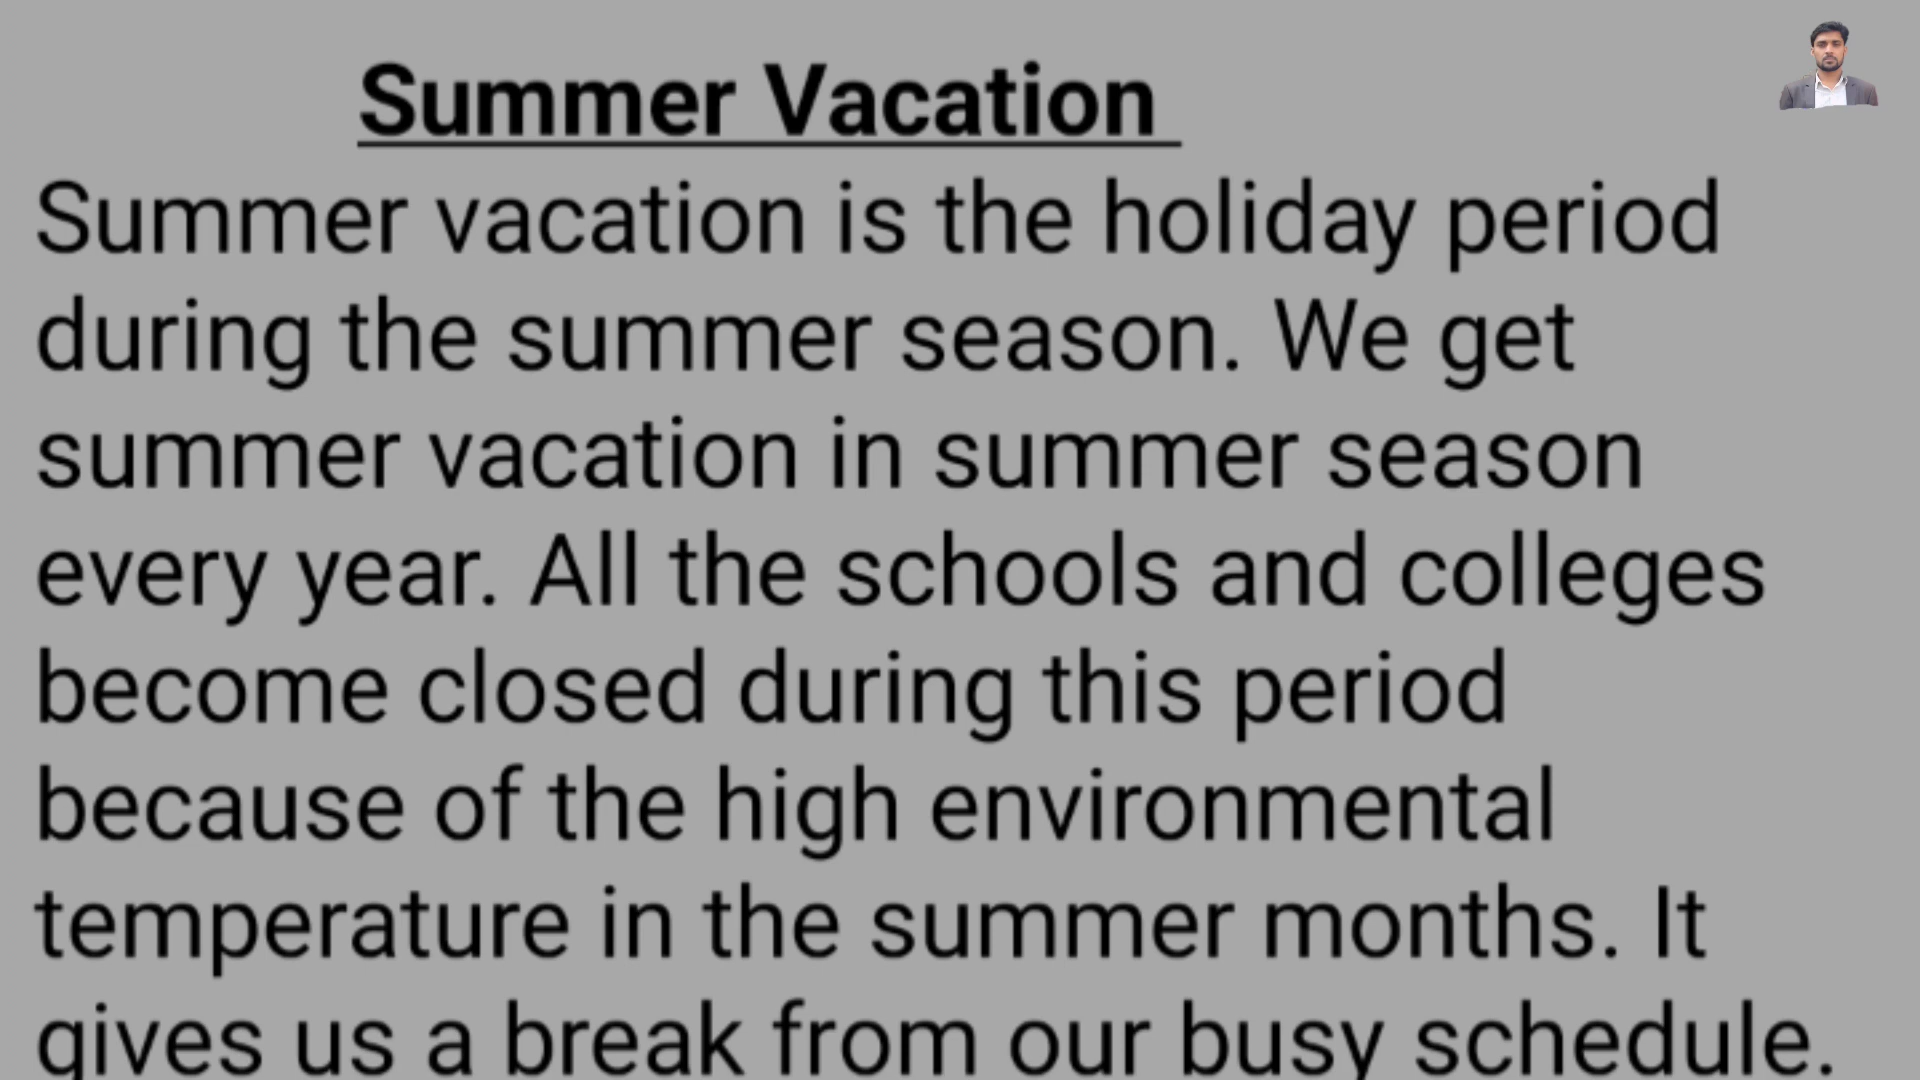 Summer Vacation
Summer vacation is the holiday period
during the summer season. We get
summer vacation in summer season
every year. All the schools and colleges
become closed during this period
because of the high environmental
temperature in the summer months. It
gives us a break from our busy schedule.